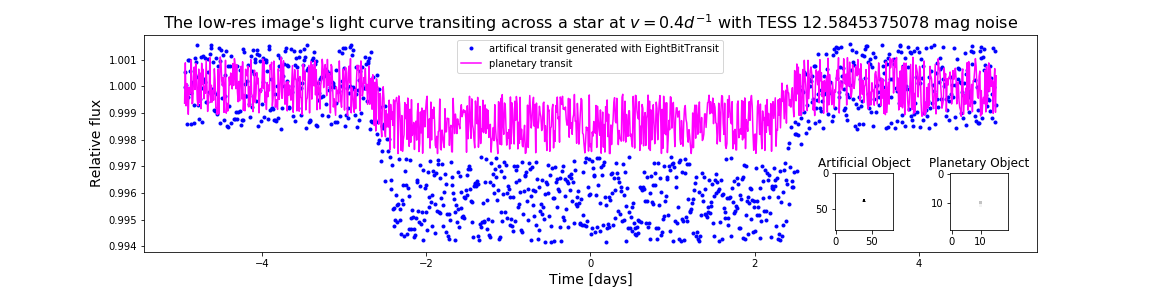 The low-res image's light curve transiting across a star at v = 0.4d⁻¹ with TESS 12.5845375078 mag noise
artifical transit generated with EightBitTransit
planetary transit
Relative flux
1.001
1.000
0.999
0.998
0.997
0.996
0.995
0.994
Artificial Object
0
50
0 50
Planetary Object
0
10
0 10
−4 −2 0 2 4
Time [days]